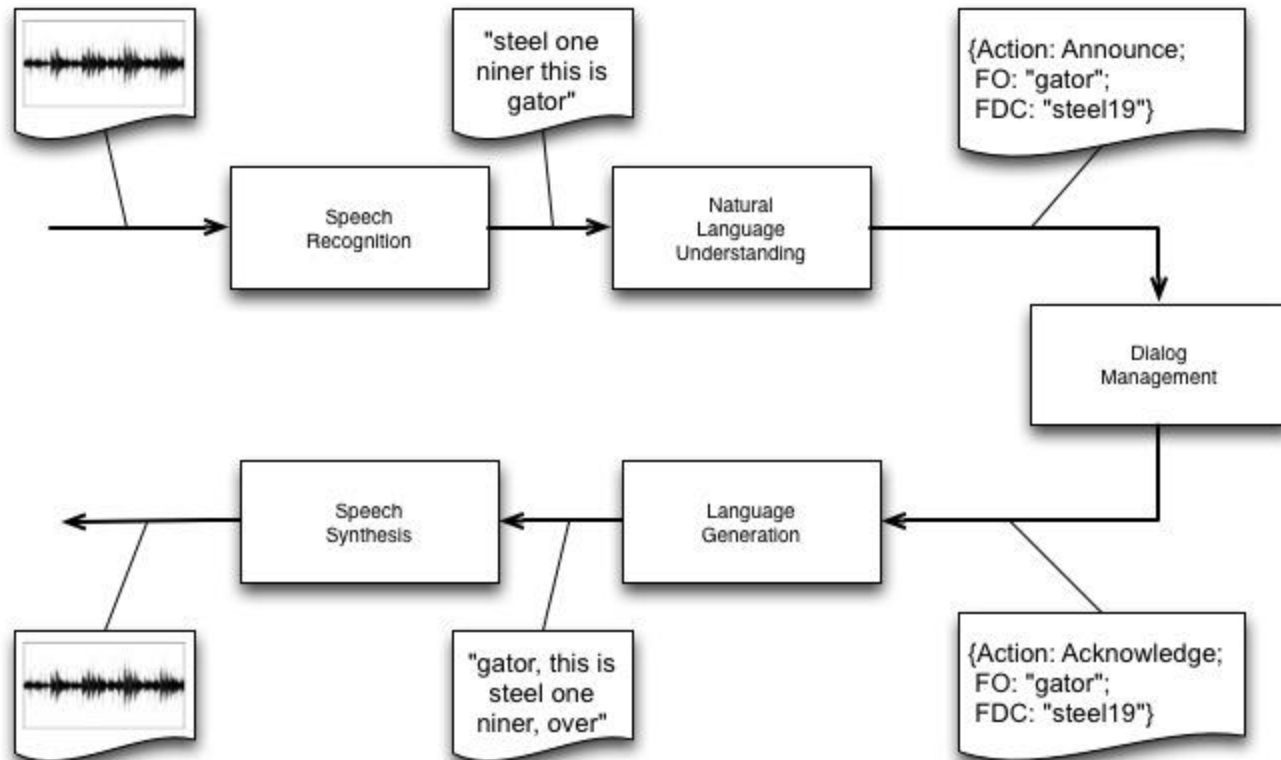 "steel one
niner this is
gator"
{Action: Announce;
FO: "gator";
FDC: "steel19"}
Speech
Recognition
Natural
Language
Understanding
Dialog
Management
Speech
Synthesis
Language
Generation
"gator, this is
steel one
niner, over"
{Action: Acknowledge;
FO: "gator";
FDC: "steel19"}